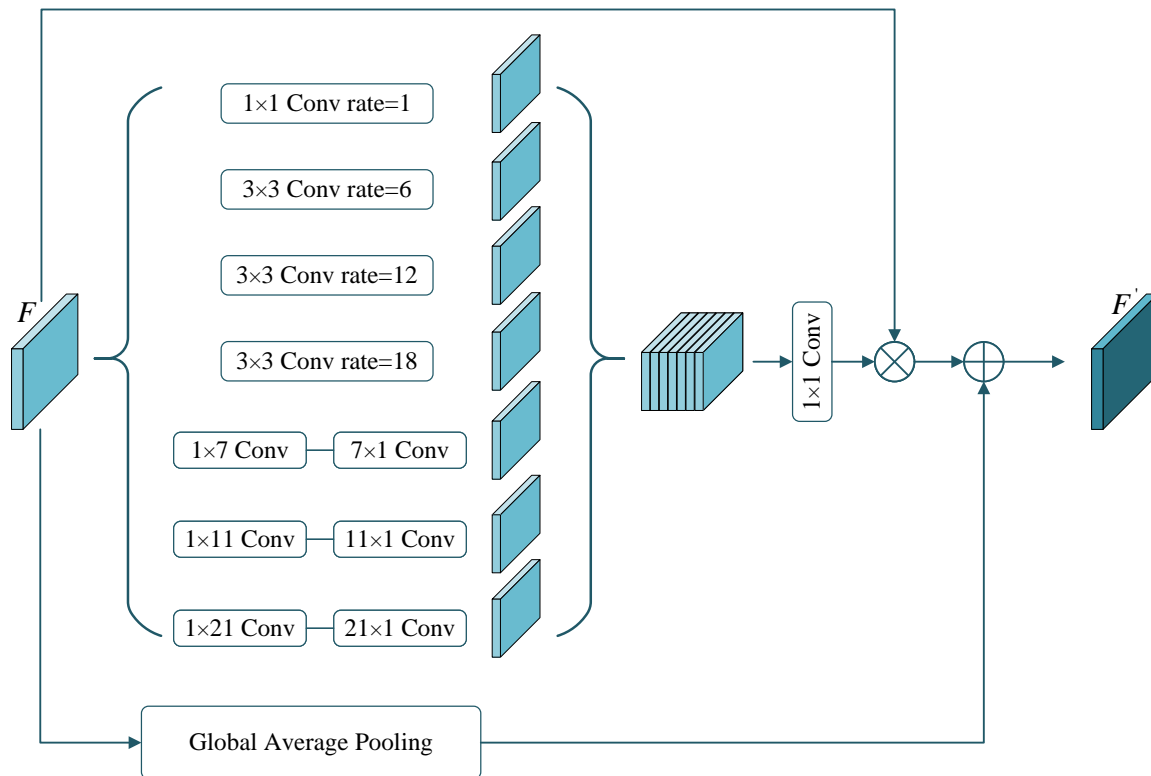 F
1×1 Conv rate=1
3×3 Conv rate=6
3×3 Conv rate=12
3×3 Conv rate=18
1×7 Conv
7×1 Conv
1×11 Conv
11×1 Conv
1×21 Conv
21×1 Conv
1×1 Conv
F'
Global Average Pooling